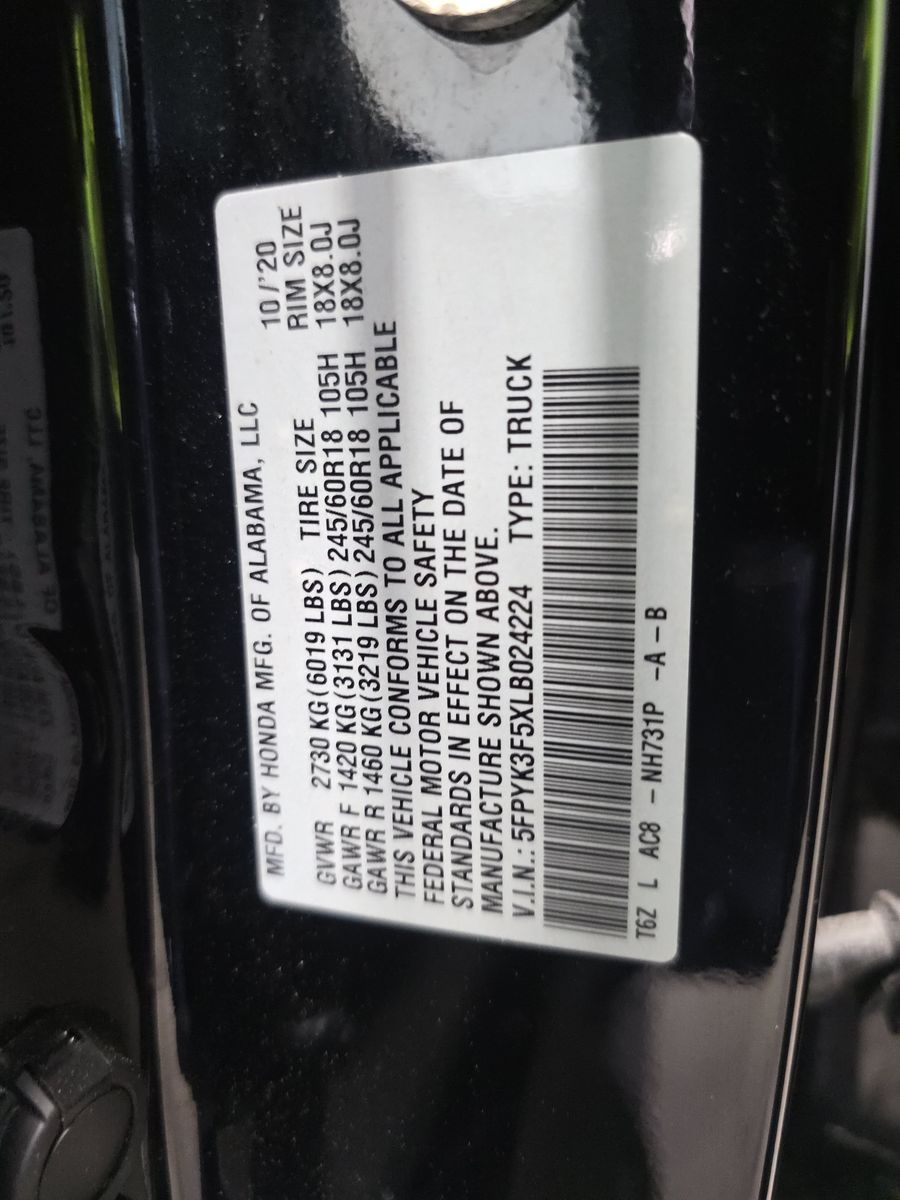 MFD. BY HONDA MFG. OF ALABAMA, LLC 10/'20
GVWR 2730 KG(6019 LBS) TIRE SIZE RIM SIZE
GAWR F 1420 KG(3131 LBS) 245/60R18 105H 18X8.0J
GAWR R 1460 KG(3219 LBS) 245/60R18 105H 18X8.0J
THIS VEHICLE CONFORMS TO ALL APPLICABLE
FEDERAL MOTOR VEHICLE SAFETY
STANDARDS IN EFFECT ON THE DATE OF
MANUFACTURE SHOWN ABOVE.
V.I.N.: 5FPYK3F5XLB024224 TYPE: TRUCK
T6Z L AC8 - NH731P - A - B